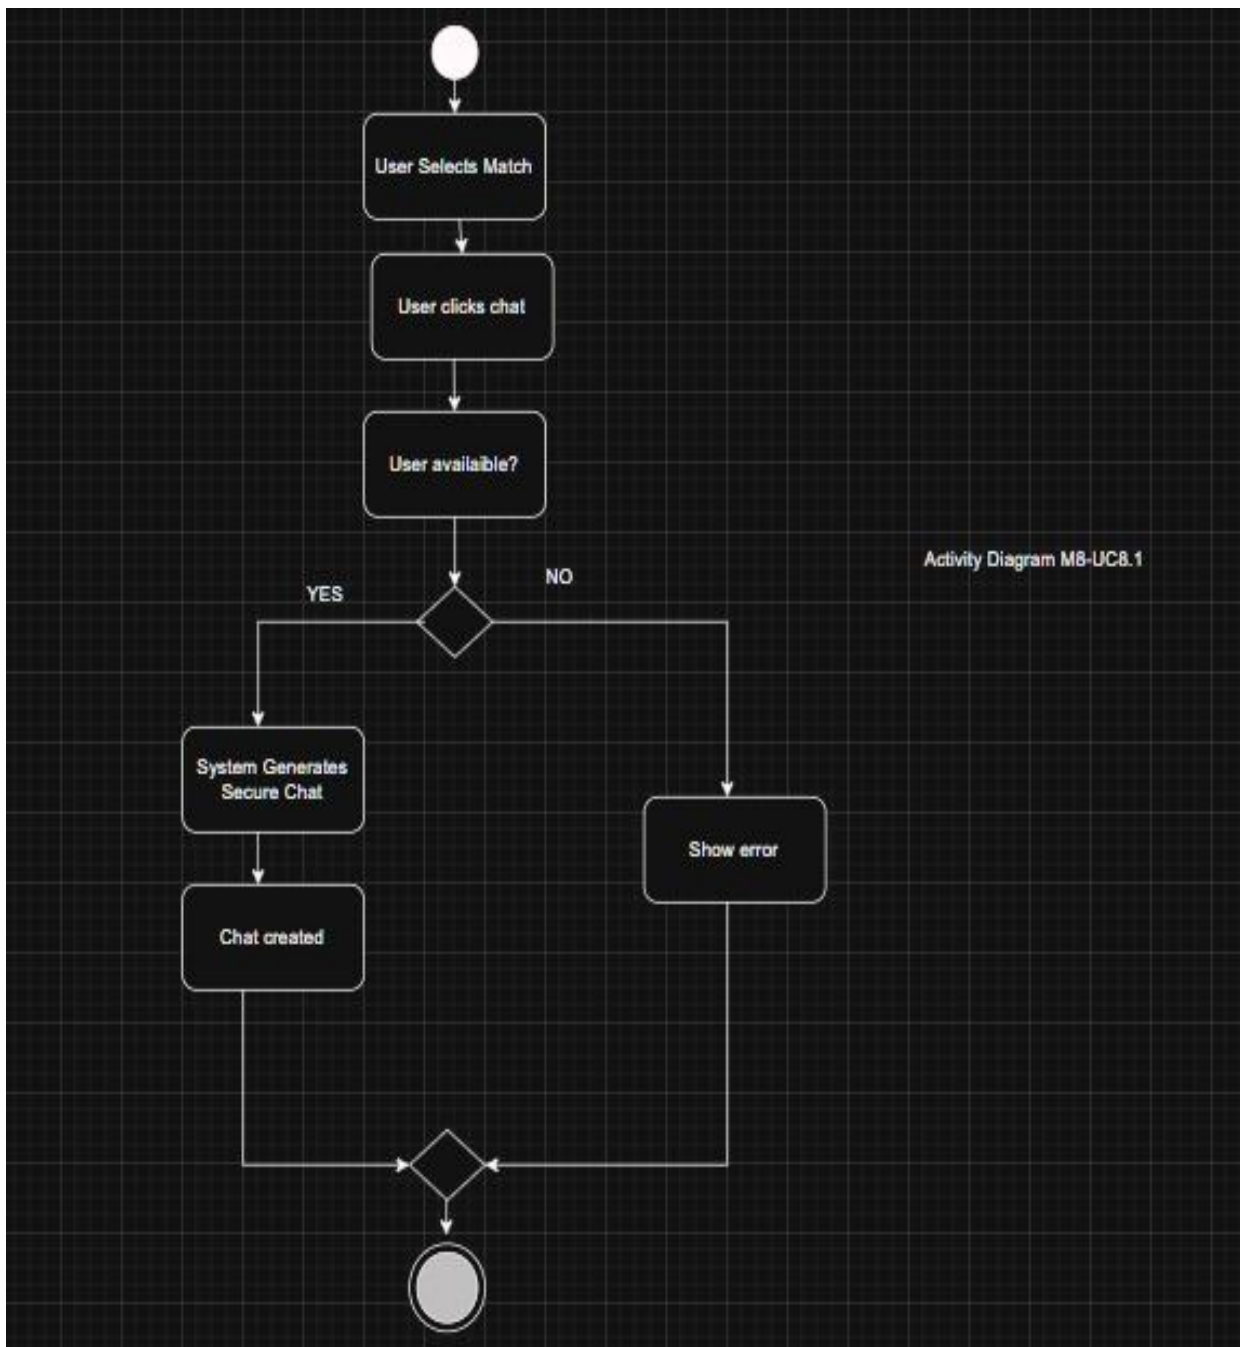 User Selects Match
User clicks chat
User availaible?
Activity Diagram M8-UC8.1
NO
YES
System Generates
Secure Chat
Show error
Chat created